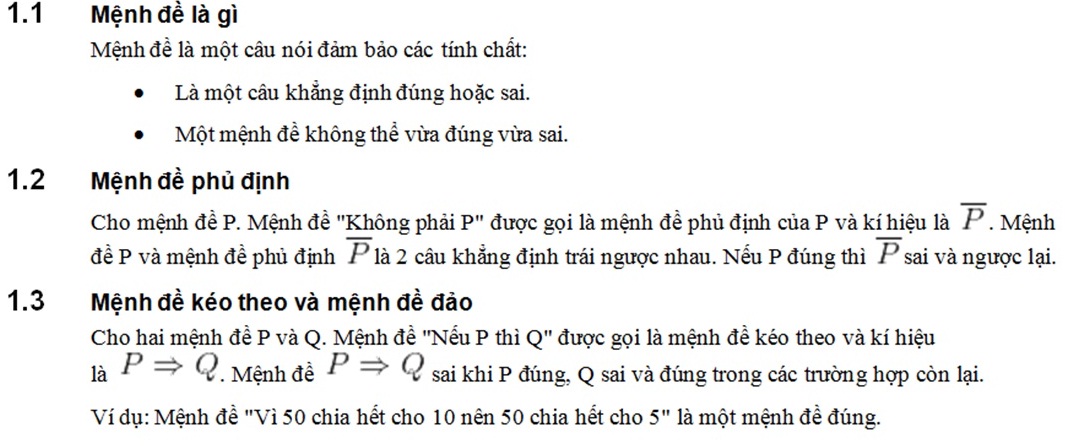 1.1 Mệnh đề là gì
Mệnh đề là một câu nói đảm bảo các tính chất:
• Là một câu khẳng định đúng hoặc sai.
• Một mệnh đề không thể vừa đúng vừa sai.
1.2 Mệnh đề phủ định
Cho mệnh đề P. Mệnh đề "Không phải P" được gọi là mệnh đề phủ định của P và kí hiệu là P̅. Mệnh
đề P và mệnh đề phủ định P̅ là 2 câu khẳng định trái ngược nhau. Nếu P đúng thì P̅ sai và ngược lại.
1.3 Mệnh đề kéo theo và mệnh đề đảo
Cho hai mệnh đề P và Q. Mệnh đề "Nếu P thì Q" được gọi là mệnh đề kéo theo và kí hiệu
là P ⇒ Q. Mệnh đề P ⇒ Q sai khi P đúng, Q sai và đúng trong các trường hợp còn lại.
Ví dụ: Mệnh đề "Vì 50 chia hết cho 10 nên 50 chia hết cho 5" là một mệnh đề đúng.